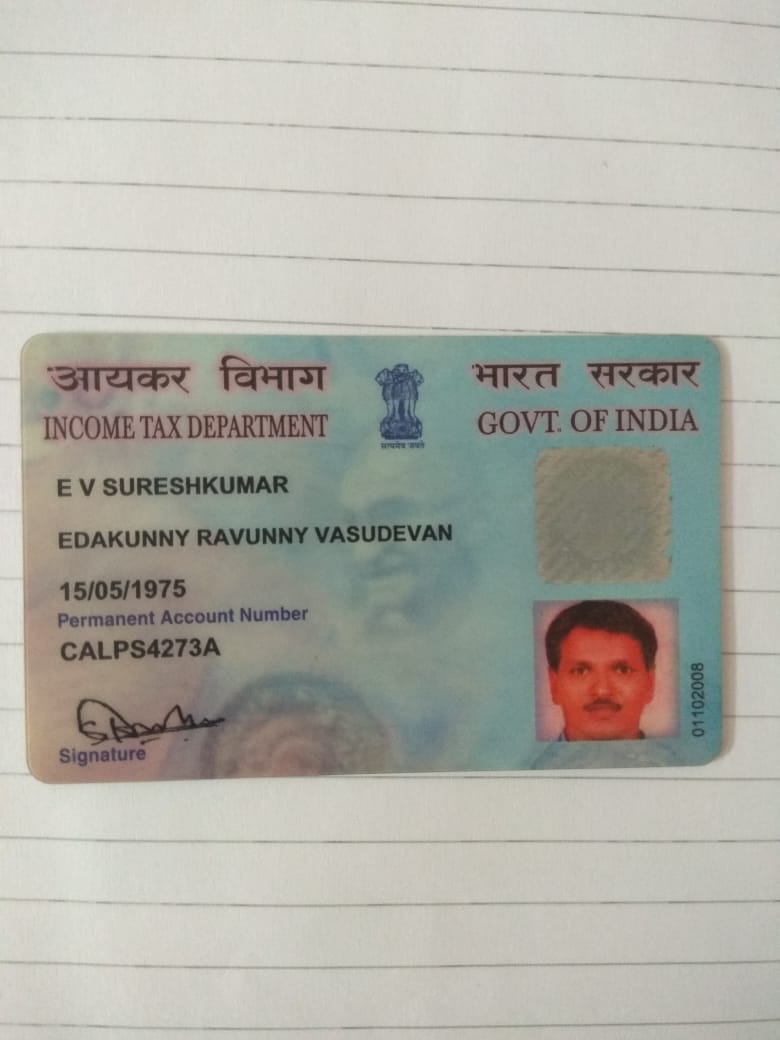 आयकर विभाग
INCOME TAX DEPARTMENT
सत्यमेव जयते
भारत सरकार
GOVT. OF INDIA
E V SURESHKUMAR
EDAKUNNY RAVUNNY VASUDEVAN
15/05/1975
Permanent Account Number
CALPS4273A
Signature
01102008